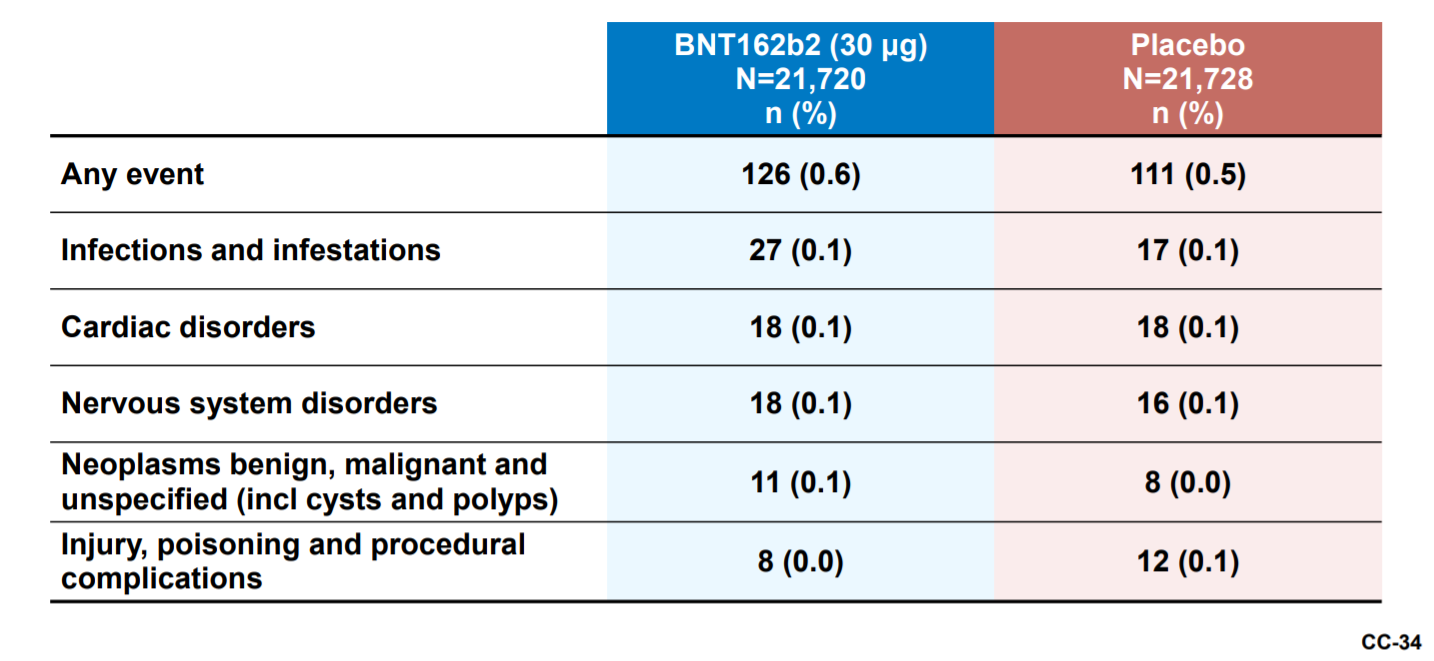 BNT162b2 (30 µg)
N=21,720
n (%)
Placebo
N=21,728
n (%)
Any event 126 (0.6) 111 (0.5)
Infections and infestations 27 (0.1) 17 (0.1)
Cardiac disorders 18 (0.1) 18 (0.1)
Nervous system disorders 18 (0.1) 16 (0.1)
Neoplasms benign, malignant and
unspecified (incl cysts and polyps) 11 (0.1) 8 (0.0)
Injury, poisoning and procedural
complications 8 (0.0) 12 (0.1)
CC-34